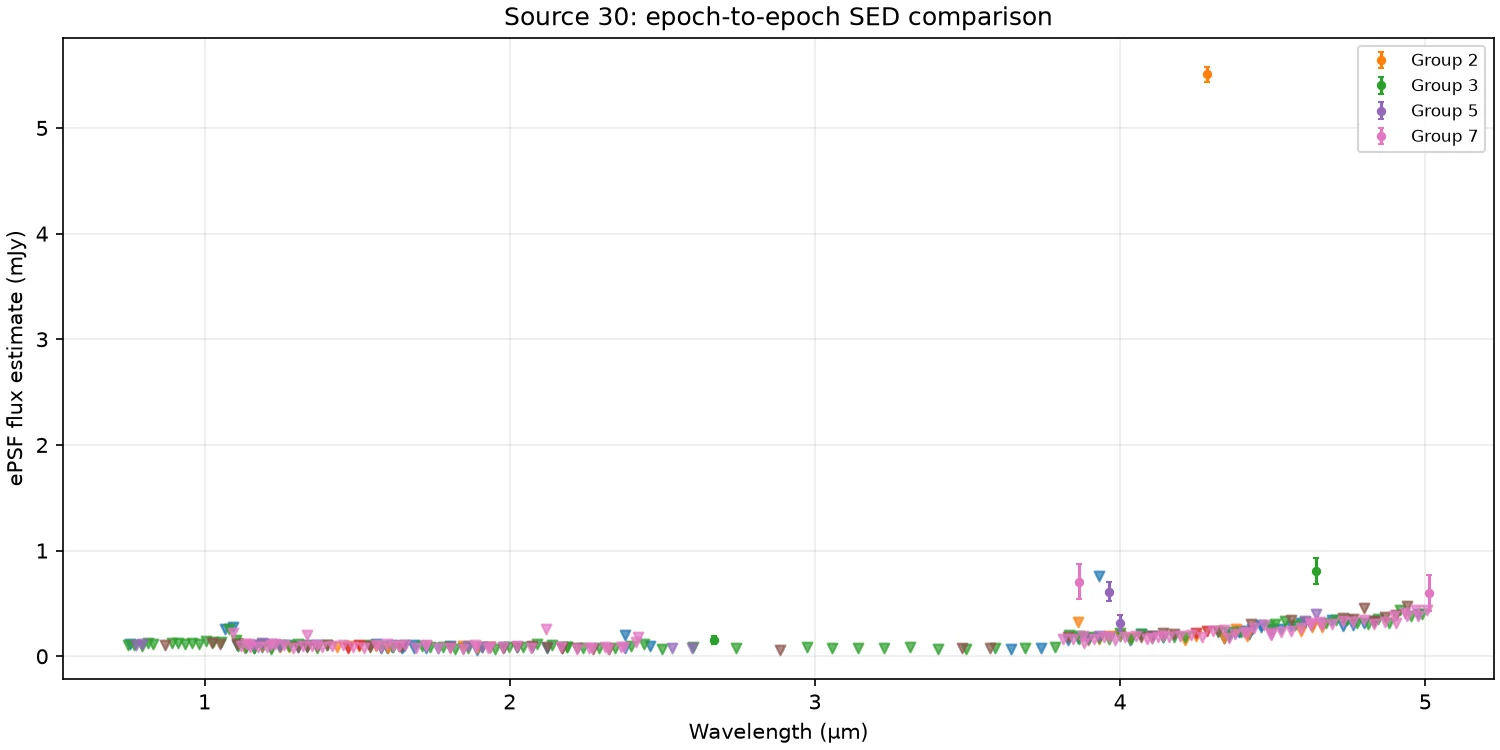 Source 30: epoch-to-epoch SED comparison
Group 2
Group 3
Group 5
Group 7
ePSF flux estimate (mJy)
5
4
3
2
1
0
1 2 3 4 5
Wavelength (μm)